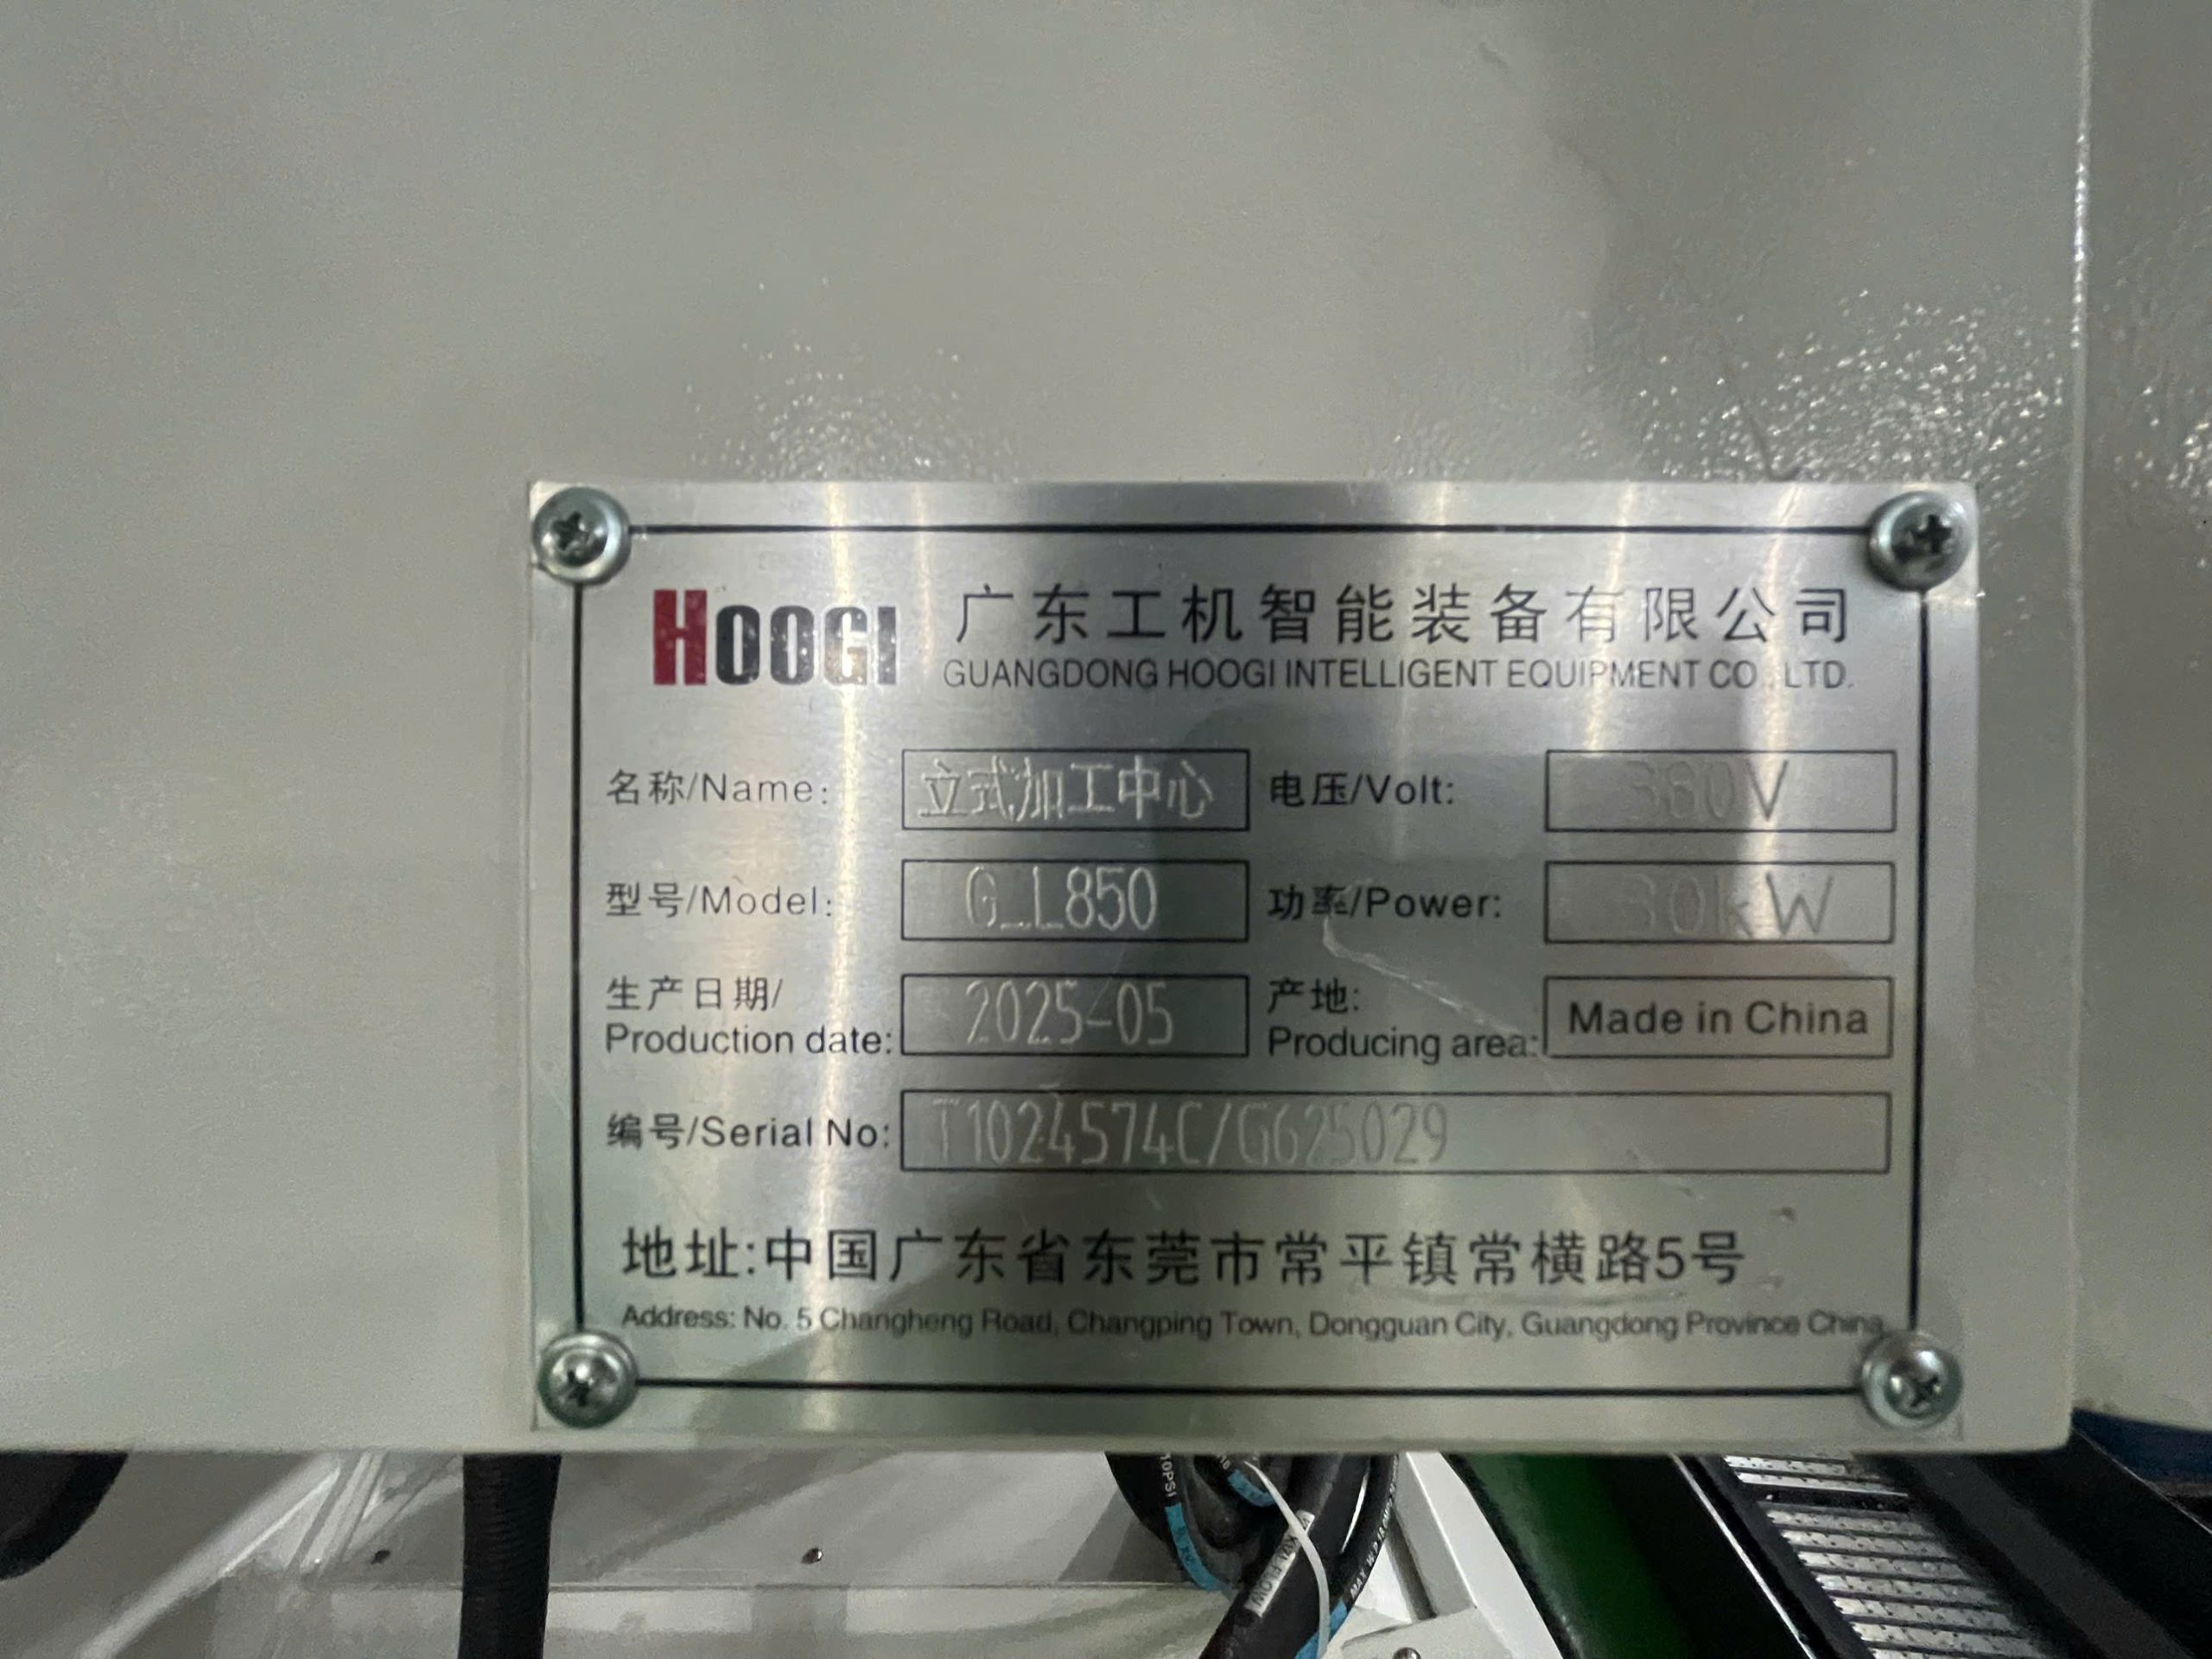 HOOGI 广东工机智能装备有限公司
GUANGDONG HOOGI INTELLIGENT EQUIPMENT CO.,LTD.
名称/Name: 立式加工中心 电压/Volt:
型号/Model: G_L850 功率/Power:
生产日期/ 产地:
Production date: 2025-05 Producing area: Made in China
编号/Serial No: T1024574C/G625029
地址:中国广东省东莞市常平镇常横路5号
Address: No. 5 Changheng Road, Changping Town, Dongguan City, Guangdong Province China